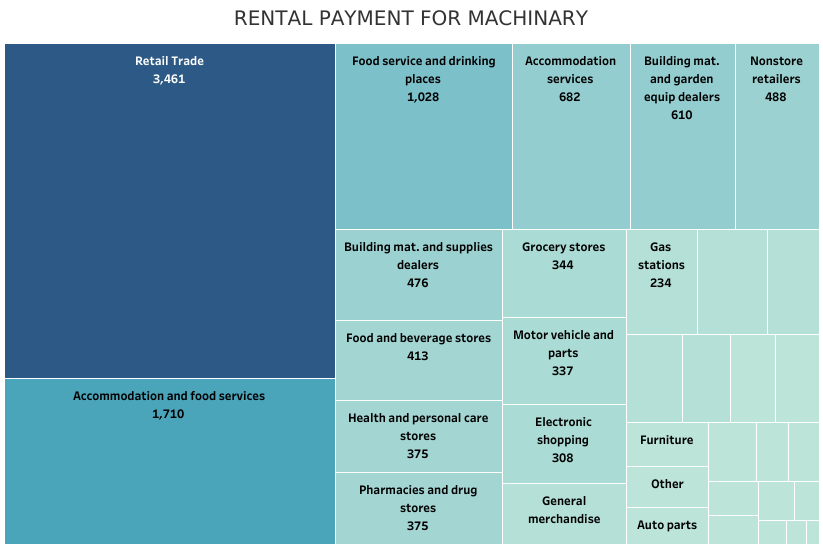 RENTAL PAYMENT FOR MACHINARY
Retail Trade
3,461
Food service and drinking
places
1,028
Accommodation
services
682
Building mat.
and garden
equip dealers
610
Nonstore
retailers
488
Building mat. and supplies
dealers
476
Grocery stores
344
Gas
stations
234
Food and beverage stores
413
Motor vehicle and
parts
337
Accommodation and food services
1,710
Health and personal care
stores
375
Electronic
shopping
308
Furniture
Pharmacies and drug
stores
375
General
merchandise
Other
Auto parts